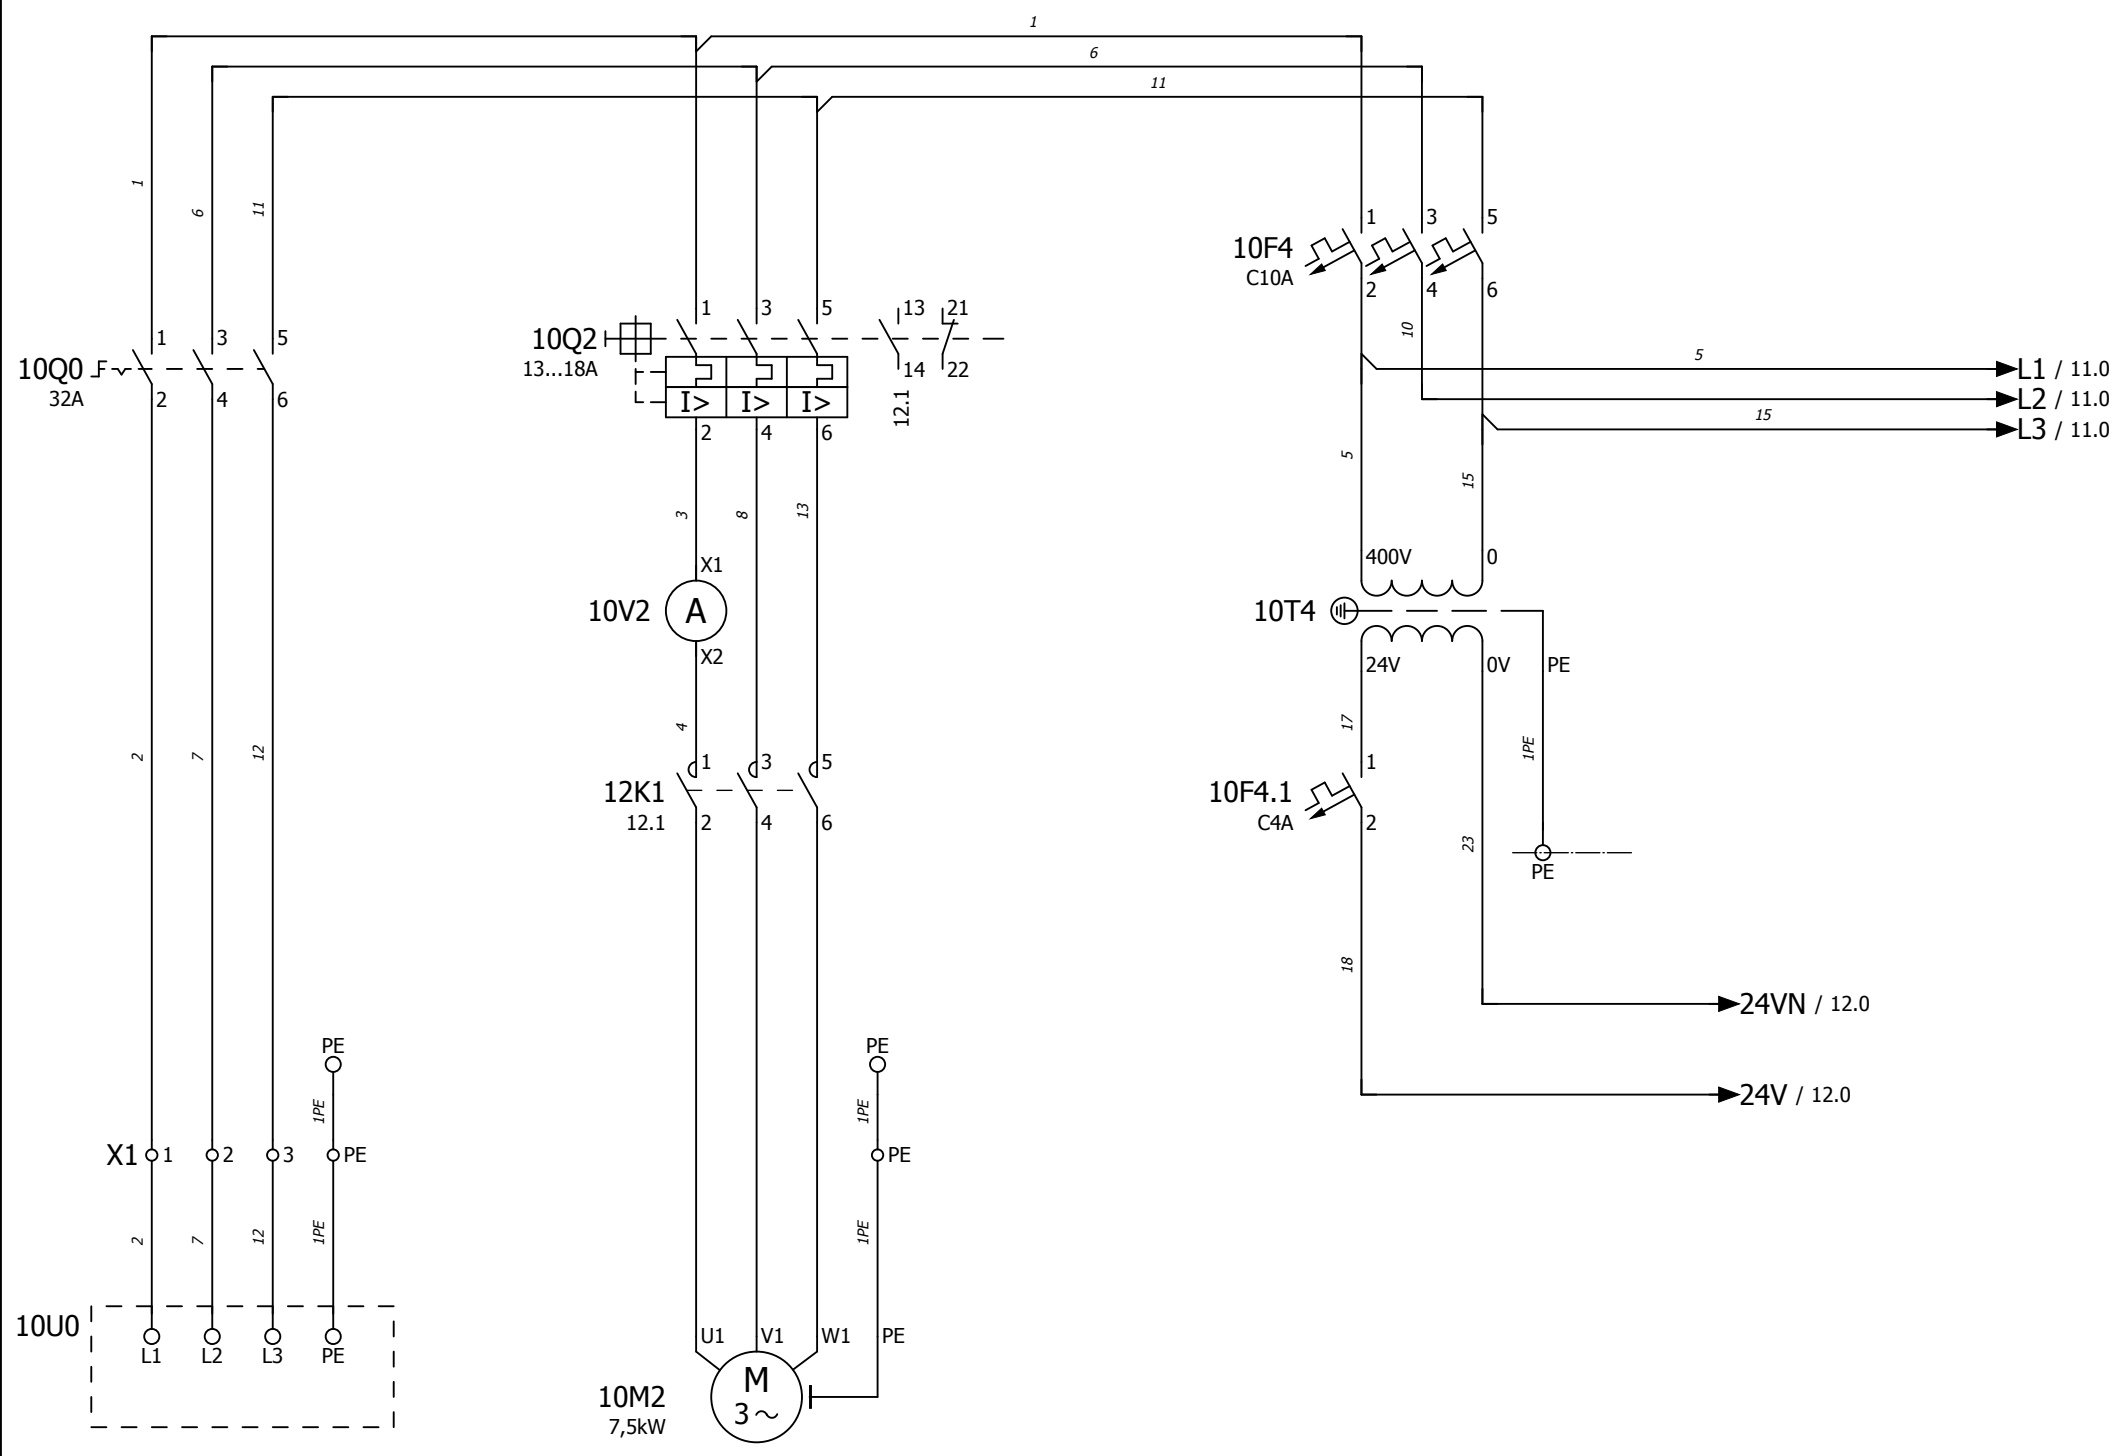 1
6
11
1
6
11
10Q0
32A
1
3
5
2
4
6
10Q2
13...18A
1
3
5
13
21
I>
I>
I>
14
22
12.1
2
4
6
10F4
C10A
1
3
5
2
4
6
10
5
L1 / 11.0
L2 / 11.0
15
L3 / 11.0
5
15
3
8
13
400V
0
X1
10V2
A
X2
10T4
24V
0V
PE
2
7
12
4
17
1PE
12K1
12.1
1
3
5
2
4
6
10F4.1
C4A
1
2
23
PE
18
24VN / 12.0
24V / 12.0
PE
1PE
PE
1PE
X1
1
2
3
PE
PE
2
7
12
1PE
1PE
10U0
L1
L2
L3
PE
U1
V1
W1
PE
10M2
7,5kW
M
3~